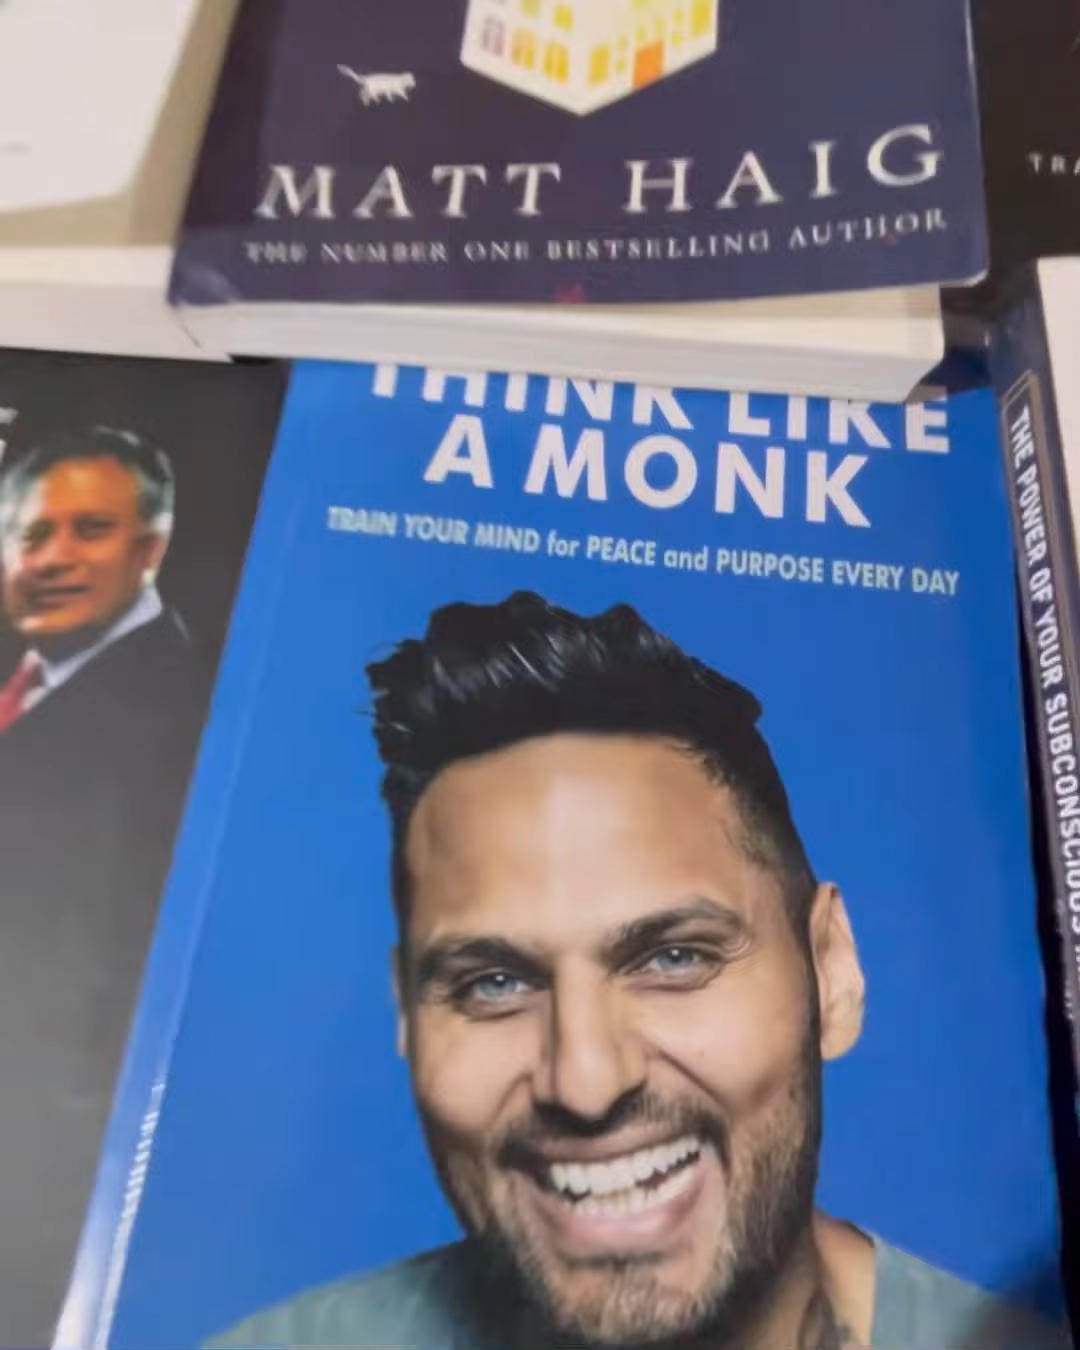 MATT HAIG
THE NUMBER ONE BESTSELLING AUTHOR
TRA
THINK LIKE
A MONK
TRAIN YOUR MIND for PEACE and PURPOSE EVERY DAY
THE POWER OF YOUR SUBCONSCIOUS